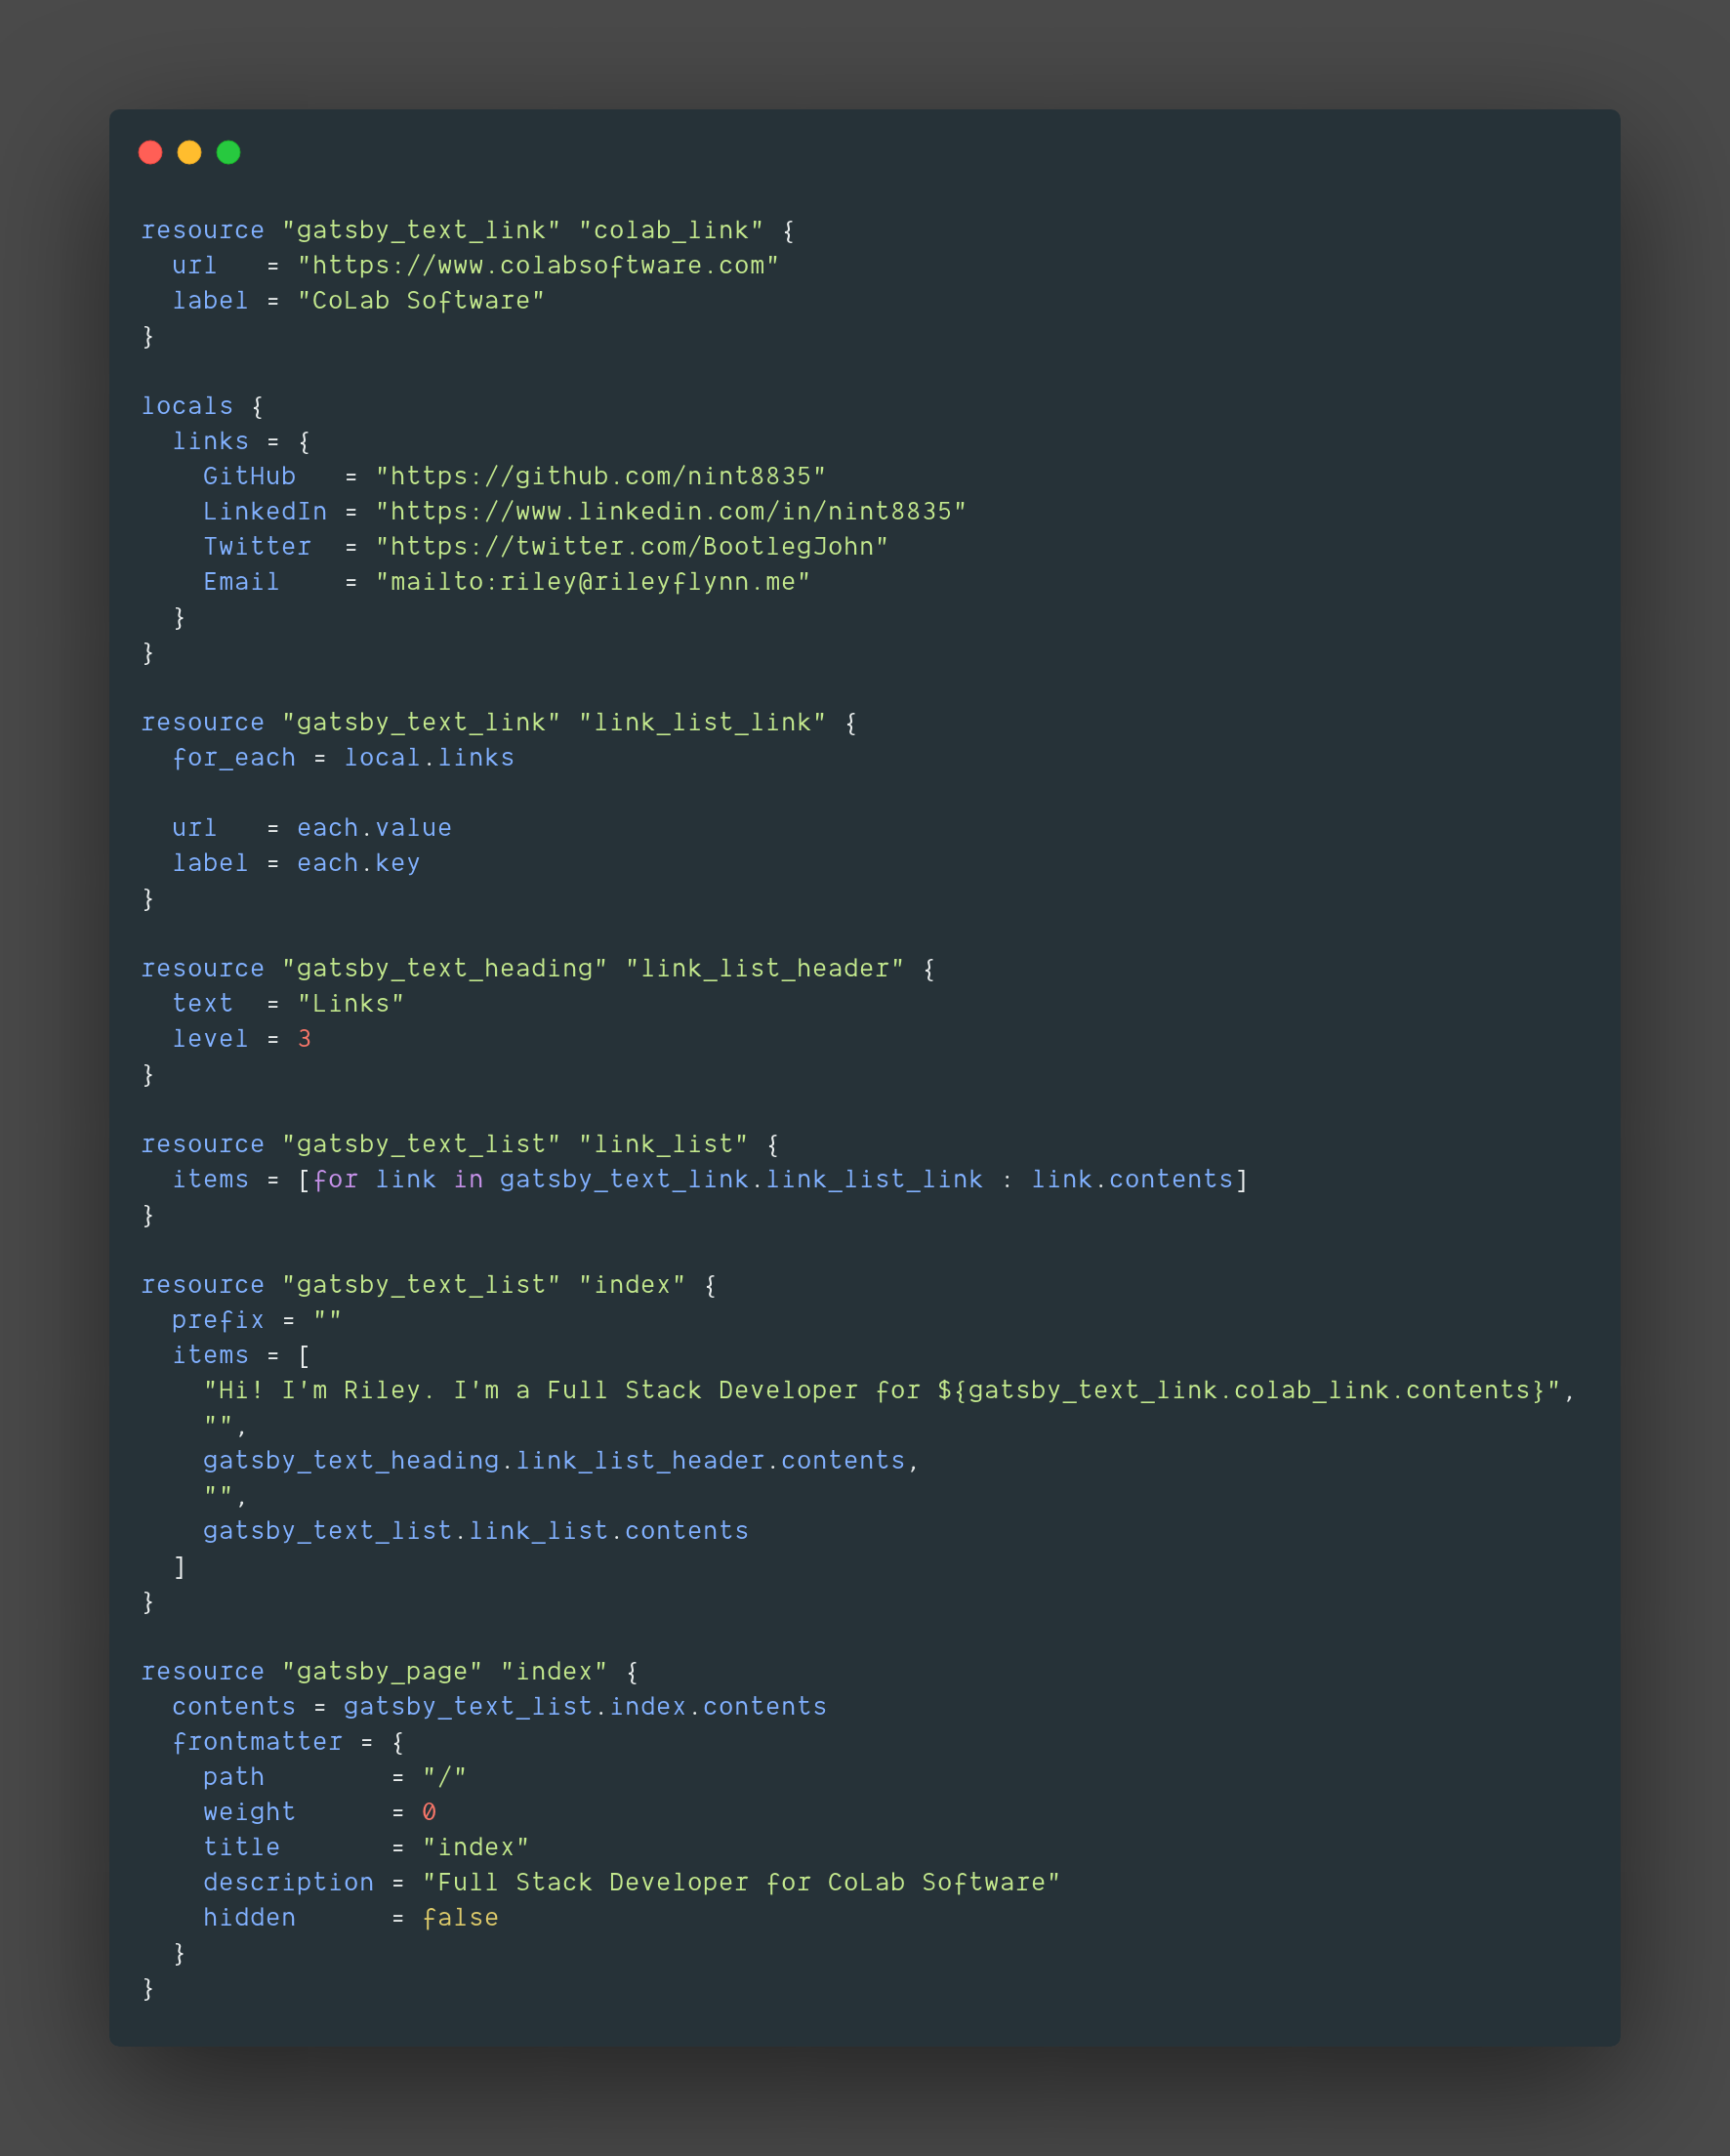 resource "gatsby_text_link" "colab_link" {
  url   = "https://www.colabsoftware.com"
  label = "CoLab Software"
}

locals {
  links = {
    GitHub   = "https://github.com/nint8835"
    LinkedIn = "https://www.linkedin.com/in/nint8835"
    Twitter  = "https://twitter.com/BootlegJohn"
    Email    = "mailto:riley@rileyflynn.me"
  }
}

resource "gatsby_text_link" "link_list_link" {
  for_each = local.links

  url   = each.value
  label = each.key
}

resource "gatsby_text_heading" "link_list_header" {
  text  = "Links"
  level = 3
}

resource "gatsby_text_list" "link_list" {
  items = [for link in gatsby_text_link.link_list_link : link.contents]
}

resource "gatsby_text_list" "index" {
  prefix = ""
  items = [
    "Hi! I'm Riley. I'm a Full Stack Developer for ${gatsby_text_link.colab_link.contents}",
    "",
    gatsby_text_heading.link_list_header.contents,
    "",
    gatsby_text_list.link_list.contents
  ]
}

resource "gatsby_page" "index" {
  contents = gatsby_text_list.index.contents
  frontmatter = {
    path        = "/"
    weight      = 0
    title       = "index"
    description = "Full Stack Developer for CoLab Software"
    hidden      = false
  }
}